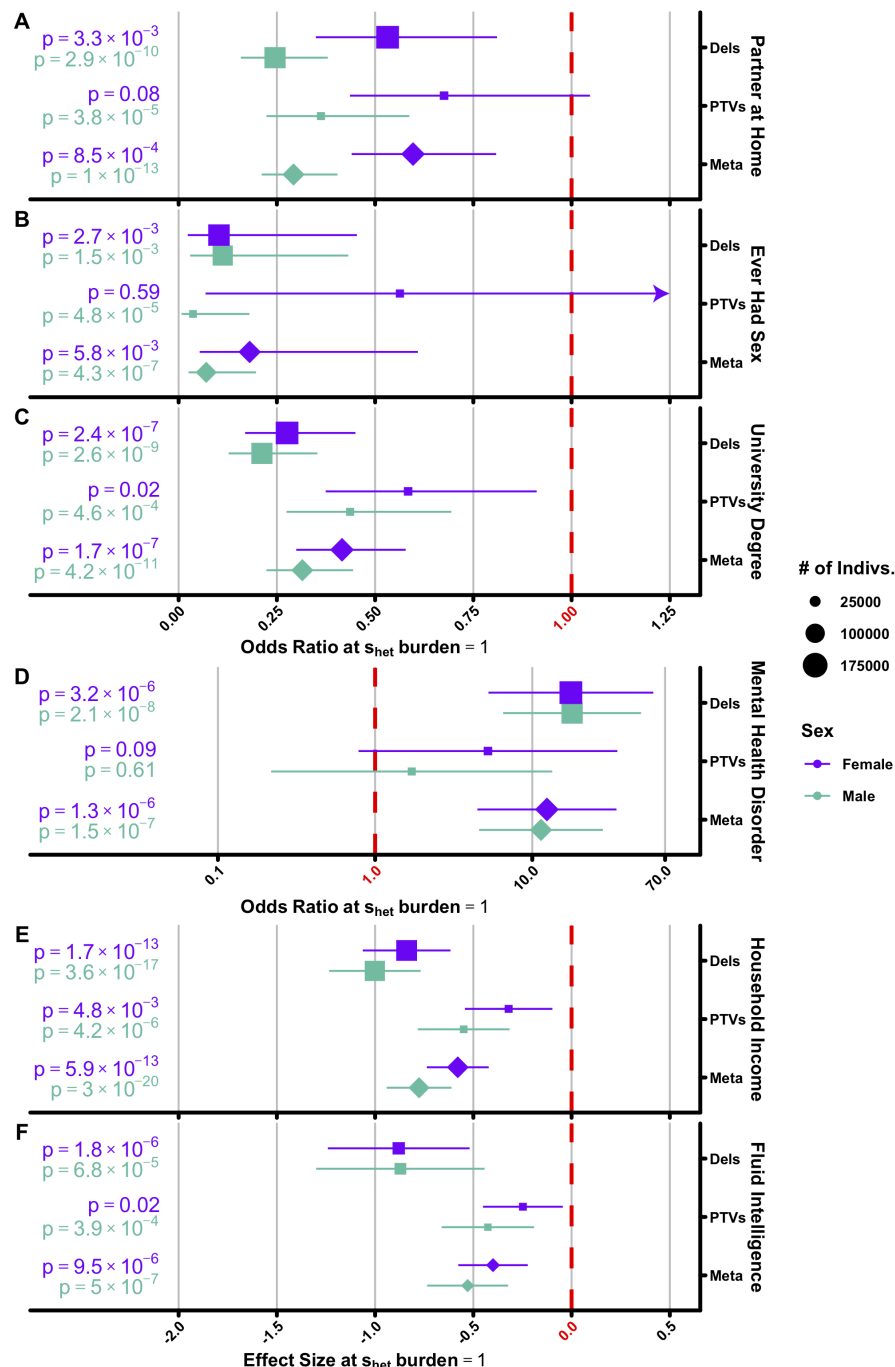 A
p = 3.3 × 10⁻³
p = 2.9 × 10⁻¹⁰
Dels
p = 0.08
p = 3.8 × 10⁻⁵
PTVs
p = 8.5 × 10⁻⁴
p = 1 × 10⁻¹³
Meta
Partner at Home
B
p = 2.7 × 10⁻³
p = 1.5 × 10⁻³
Dels
p = 0.59
p = 4.8 × 10⁻⁵
PTVs
p = 5.8 × 10⁻³
p = 4.3 × 10⁻⁷
Meta
Ever Had Sex
C
p = 2.4 × 10⁻⁷
p = 2.6 × 10⁻⁹
Dels
p = 0.02
p = 4.6 × 10⁻⁴
PTVs
p = 1.7 × 10⁻⁷
p = 4.2 × 10⁻¹¹
Meta
University Degree
0.00 0.25 0.50 0.75 1.00 1.25
Odds Ratio at shet burden = 1
D
p = 3.2 × 10⁻⁶
p = 2.1 × 10⁻⁸
Dels
p = 0.09
p = 0.61
PTVs
p = 1.3 × 10⁻⁶
p = 1.5 × 10⁻⁷
Meta
Mental Health Disorder
0.1 1.0 10.0 70.0
Odds Ratio at shet burden = 1
E
p = 1.7 × 10⁻¹³
p = 3.6 × 10⁻¹⁷
Dels
p = 4.8 × 10⁻³
p = 4.2 × 10⁻⁶
PTVs
p = 5.9 × 10⁻¹³
p = 3 × 10⁻²⁰
Meta
Household Income
F
p = 1.8 × 10⁻⁶
p = 6.8 × 10⁻⁵
Dels
p = 0.02
p = 3.9 × 10⁻⁴
PTVs
p = 9.5 × 10⁻⁶
p = 5 × 10⁻⁷
Meta
Fluid Intelligence
-2.0 -1.5 -1.0 -0.5 0.0 0.5
Effect Size at shet burden = 1
# of Indivs.
25000
100000
175000
Sex
Female
Male